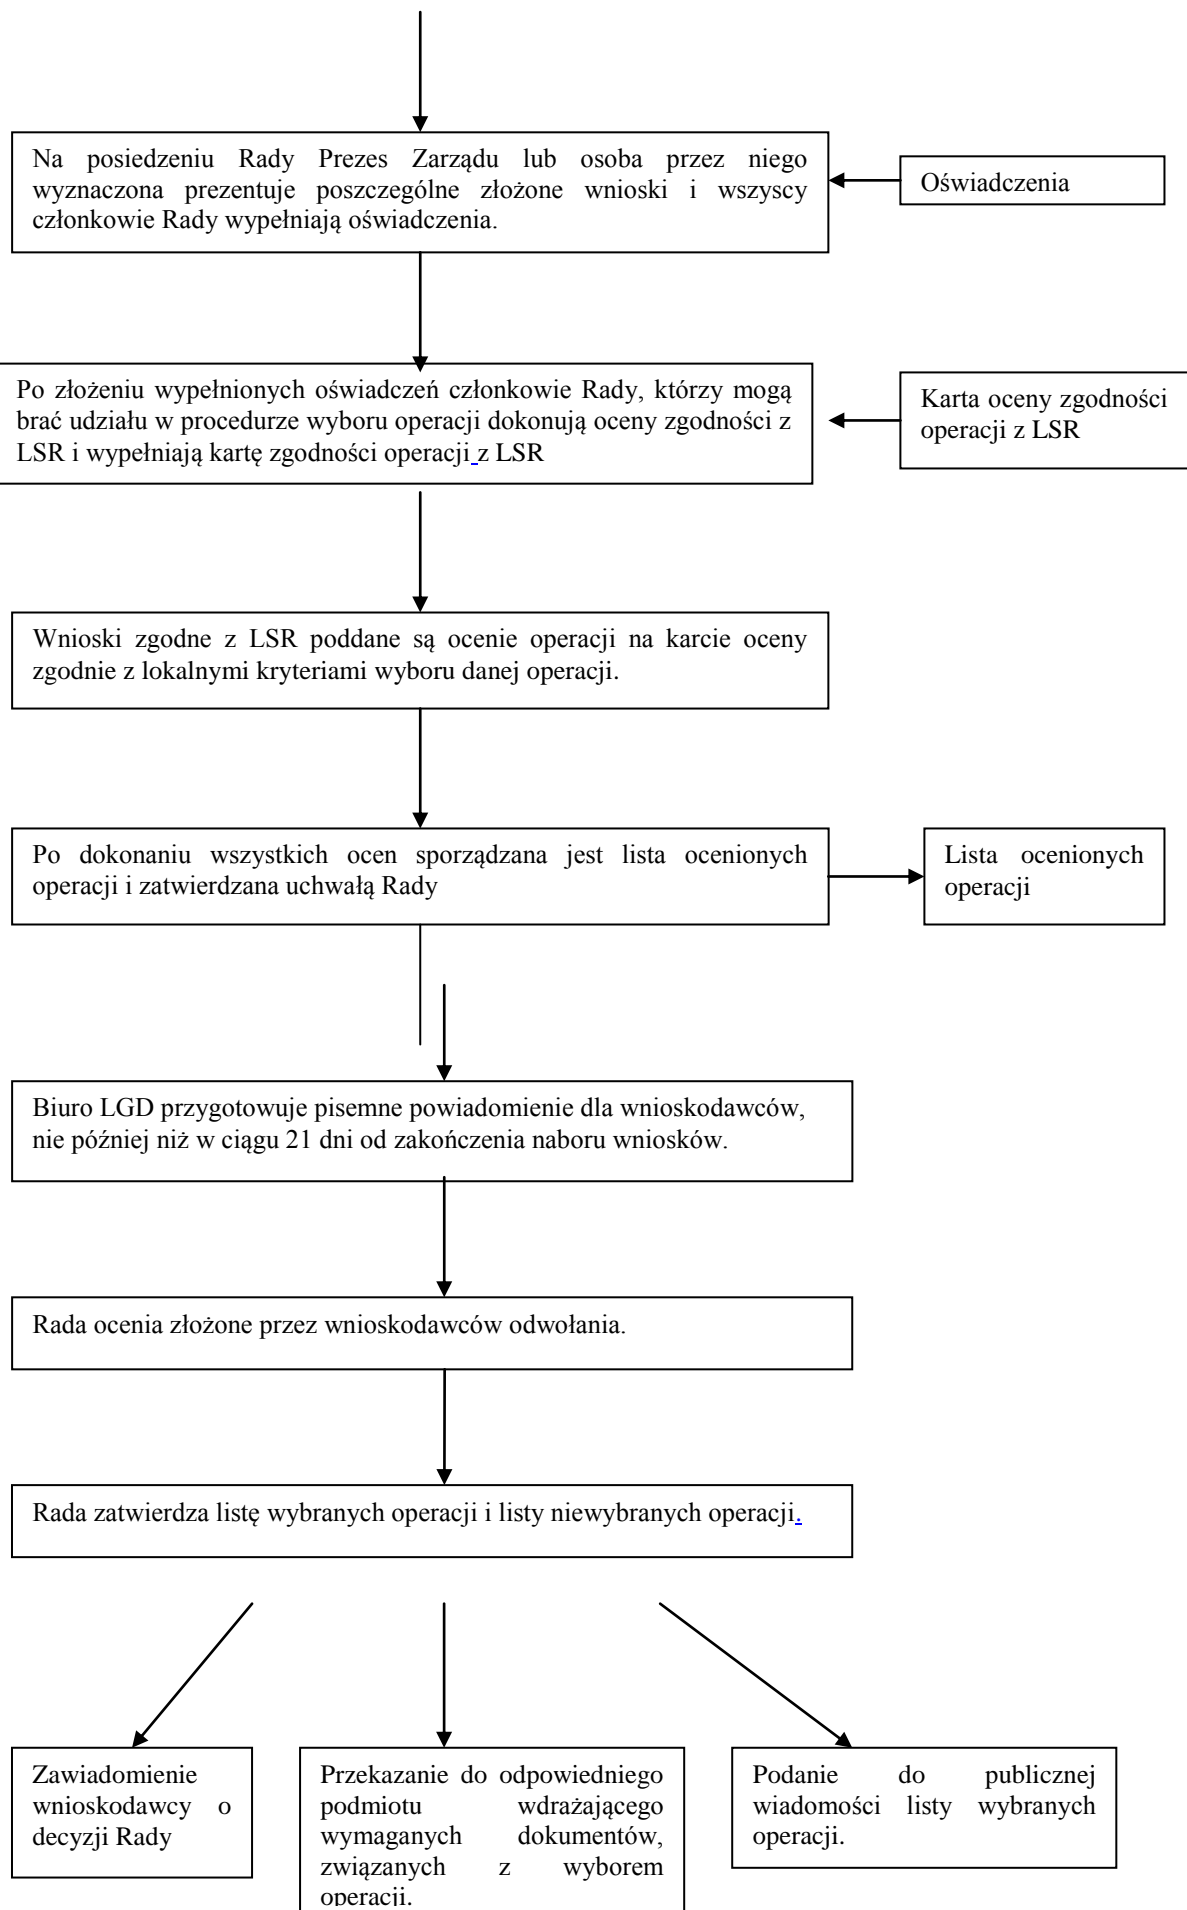 Na posiedzeniu Rady Prezes Zarządu lub osoba przez niego
wyznaczona prezentuje poszczególne złożone wnioski i wszyscy
członkowie Rady wypełniają oświadczenia.
Oświadczenia
Po złożeniu wypełnionych oświadczeń członkowie Rady, którzy mogą
brać udziału w procedurze wyboru operacji dokonują oceny zgodności z
LSR i wypełniają kartę zgodności operacji z LSR
Karta oceny zgodności
operacji z LSR
Wnioski zgodne z LSR poddane są ocenie operacji na karcie oceny
zgodnie z lokalnymi kryteriami wyboru danej operacji.
Po dokonaniu wszystkich ocen sporządzana jest lista ocenionych
operacji i zatwierdzana uchwałą Rady
Lista ocenionych
operacji
Biuro LGD przygotowuje pisemne powiadomienie dla wnioskodawców,
nie później niż w ciągu 21 dni od zakończenia naboru wniosków.
Rada ocenia złożone przez wnioskodawców odwołania.
Rada zatwierdza listę wybranych operacji i listy niewybranych operacji.
Zawiadomienie
wnioskodawcy o
decyzji Rady
Przekazanie do odpowiedniego
podmiotu wdrażającego
wymaganych dokumentów,
związanych z wyborem
operacji.
Podanie do publicznej
wiadomości listy wybranych
operacji.